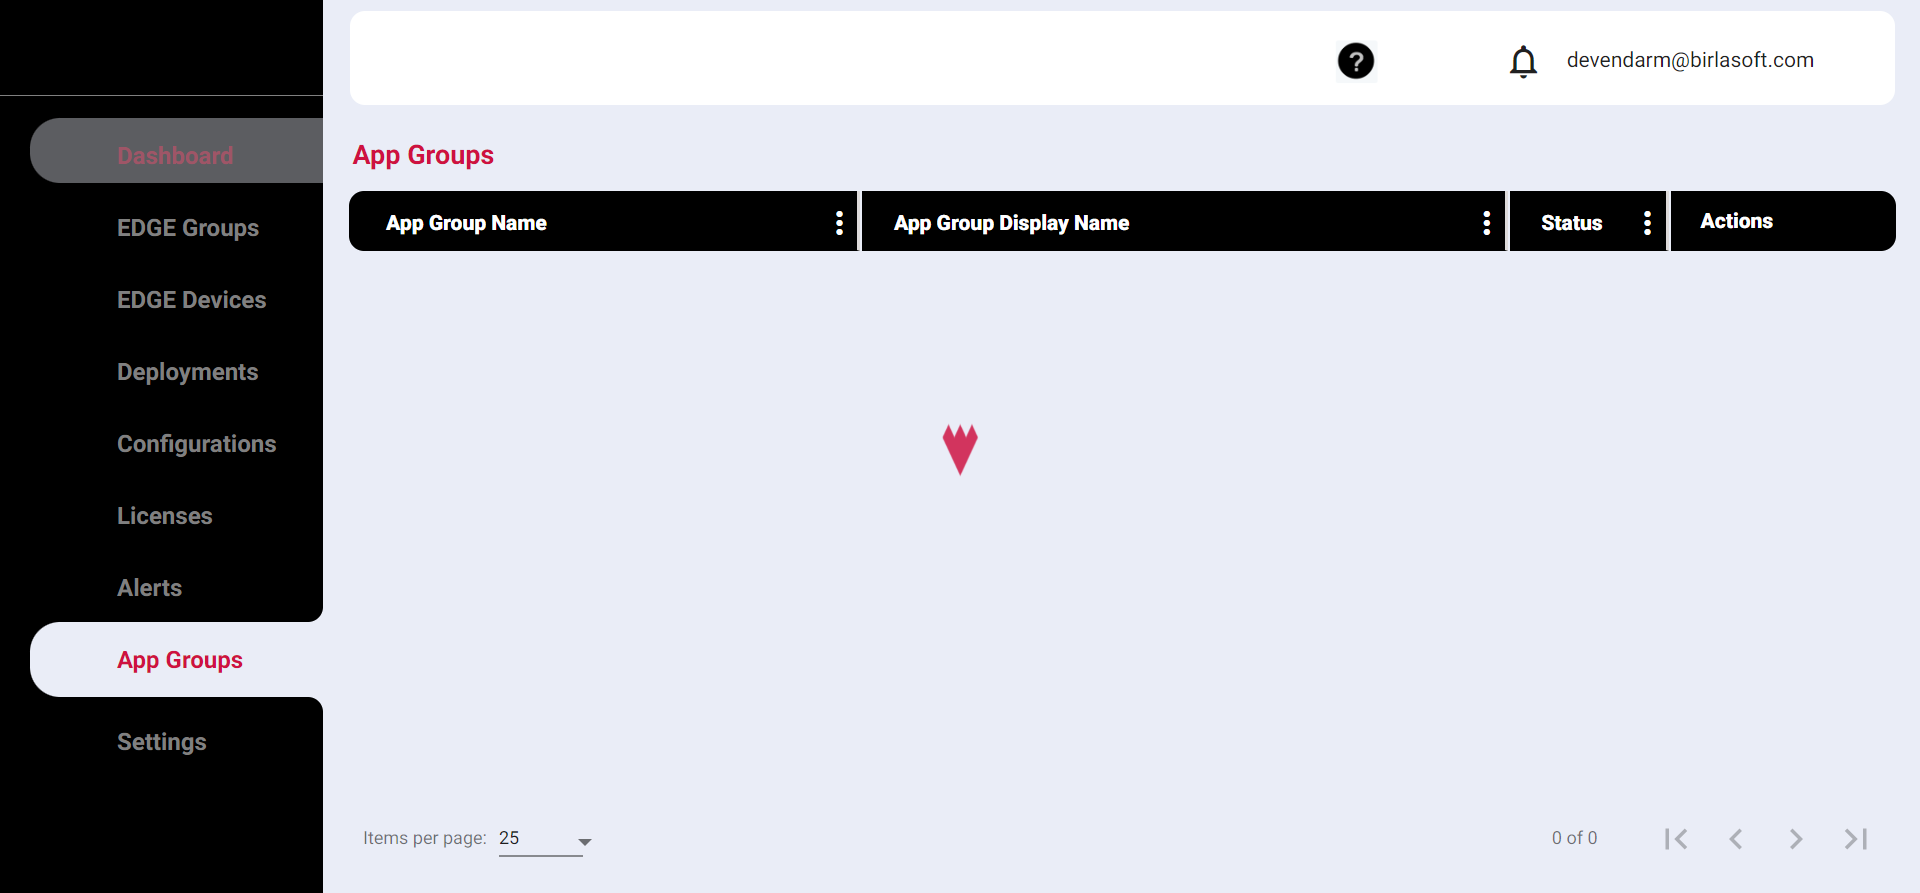 ?
devendarm@birlasoft.com
Dashboard
EDGE Groups
EDGE Devices
Deployments
Configurations
Licenses
Alerts
App Groups
Settings
App Groups
App Group Name
App Group Display Name
Status
Actions
Items per page: 25
0 of 0